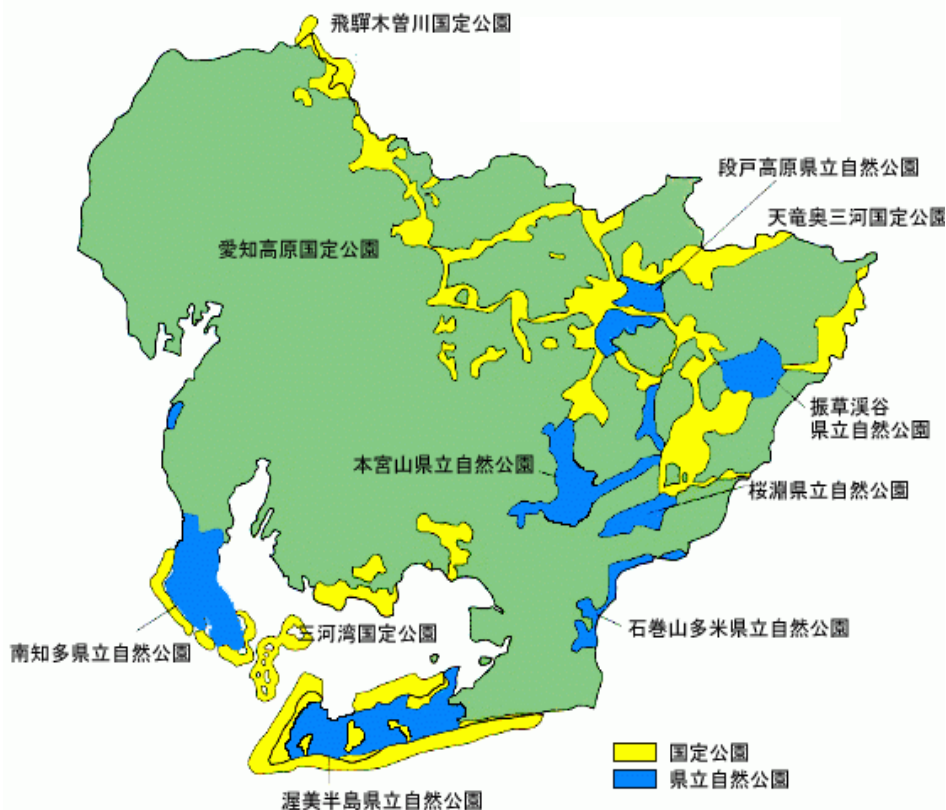 飛驒木曽川国定公園
段戸高原県立自然公園
天竜奥三河国定公園
愛知高原国定公園
振草渓谷
県立自然公園
本宮山県立自然公園
桜淵県立自然公園
石巻山多米県立自然公園
三河湾国定公園
南知多県立自然公園
渥美半島県立自然公園
国定公園
県立自然公園